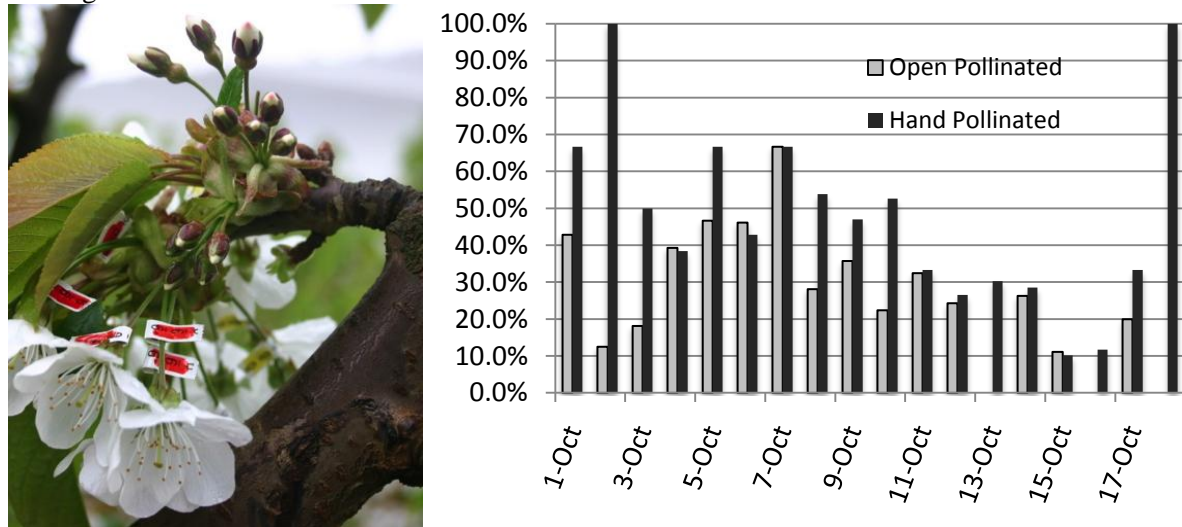 100.0%
90.0%
80.0%
70.0%
60.0%
50.0%
40.0%
30.0%
20.0%
10.0%
0.0%
Open Pollinated
Hand Pollinated
1-Oct
3-Oct
5-Oct
7-Oct
9-Oct
11-Oct
13-Oct
15-Oct
17-Oct